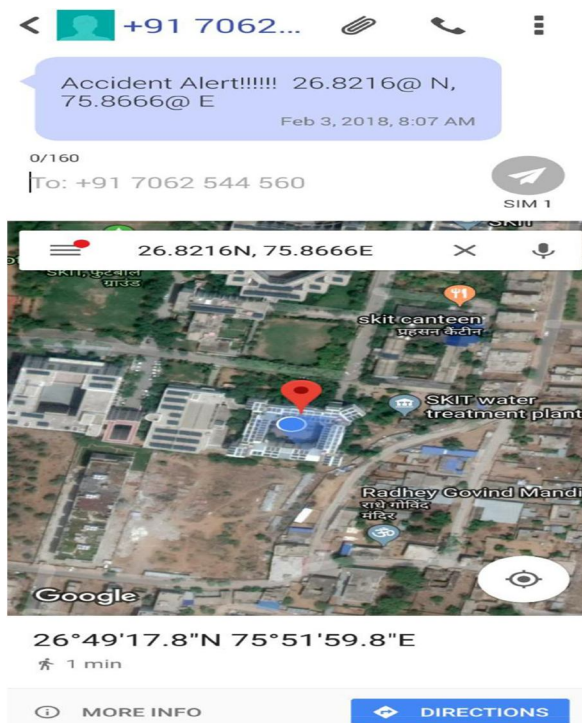 +91 7062...
Accident Alert!!!!!! 26.8216@ N,
75.8666@ E
Feb 3, 2018, 8:07 AM
0/160
To: +91 7062 544 560
SIM 1
SKIT
26.8216N, 75.8666E
SKIT, फुटबॉल
ग्राउंड
skit canteen
प्रहसन कैंटीन
SKIT water
treatment plant
Radhey Govind Mandi
राधे गोविंद
मंदिर
Google
26°49'17.8"N 75°51'59.8"E
1 min
MORE INFO
DIRECTIONS